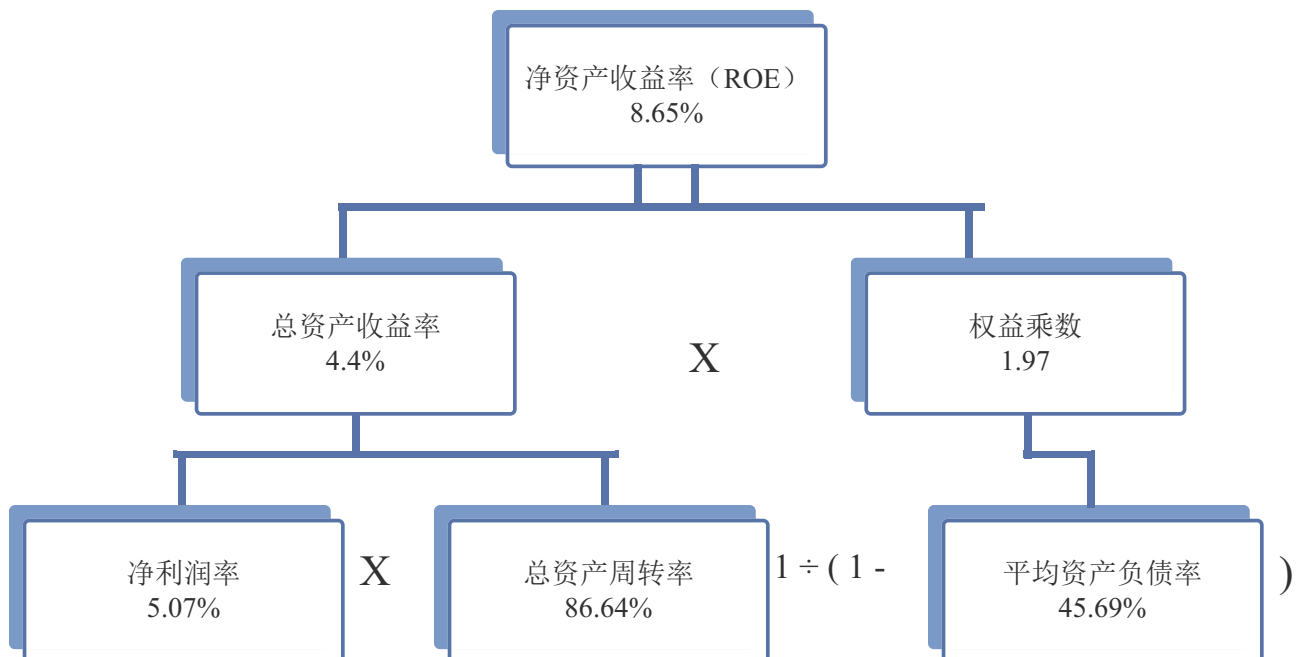 净资产收益率（ROE）
8.65%
总资产收益率
4.4%
X
权益乘数
1.97
净利润率
5.07%
X
总资产周转率
86.64%
1 ÷ ( 1 -
平均资产负债率
45.69%
)